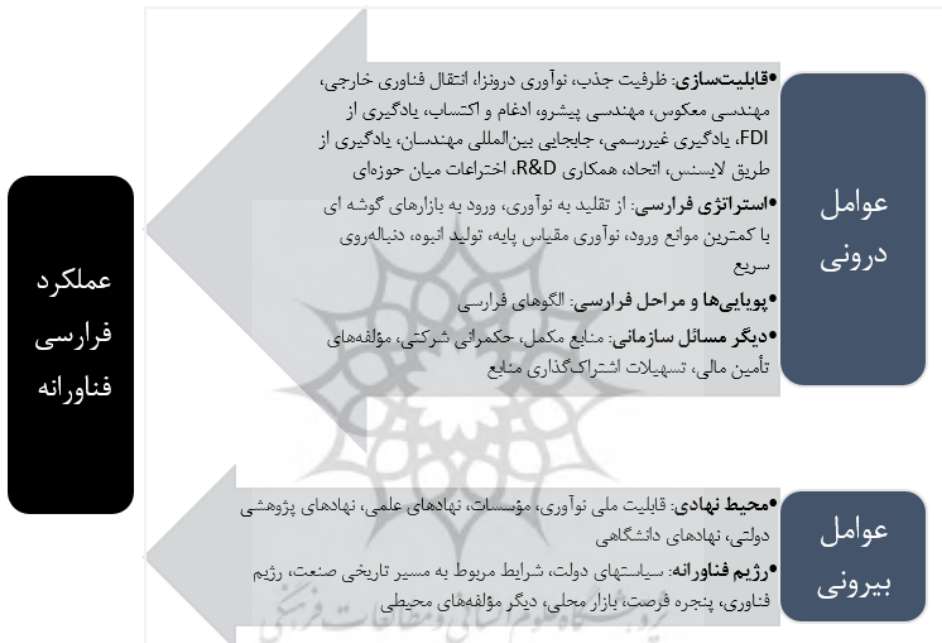 عوامل
درونی
•قابلیت‌سازی: ظرفیت جذب، نوآوری درونزا، انتقال فناوری خارجی،
مهندسی معکوس، مهندسی پیشرو، ادغام و اکتساب، یادگیری از
FDI، یادگیری غیررسمی، جابجایی بین‌المللی مهندسان، یادگیری از
طریق لایسنس، اتحاد، همکاری R&D، اختراعات میان حوزه‌ای
•استراتژی فرارسی: از تقلید به نوآوری، ورود به بازارهای گوشه ای
با کمترین موانع ورود، نوآوری مقیاس پایه، تولید انبوه، دنباله‌روی
سریع
•پویایی‌ها و مراحل فرارسی: الگوهای فرارسی
•دیگر مسائل سازمانی: منابع مکمل، حکمرانی شرکتی، مؤلفه‌های
تأمین مالی، تسهیلات اشتراک‌گذاری منابع
عوامل
بیرونی
•محیط نهادی: قابلیت ملی نوآوری، مؤسسات، نهادهای علمی، نهادهای پژوهشی
دولتی، نهادهای دانشگاهی
•رژیم فناورانه: سیاستهای دولت، شرایط مربوط به مسیر تاریخی صنعت، رژیم
فناوری، پنجره فرصت، بازار محلی، دیگر مؤلفه‌های محیطی
عملکرد
فرارسی
فناورانه
پژوهشگاه علوم انسانی و مطالعات فرهنگی